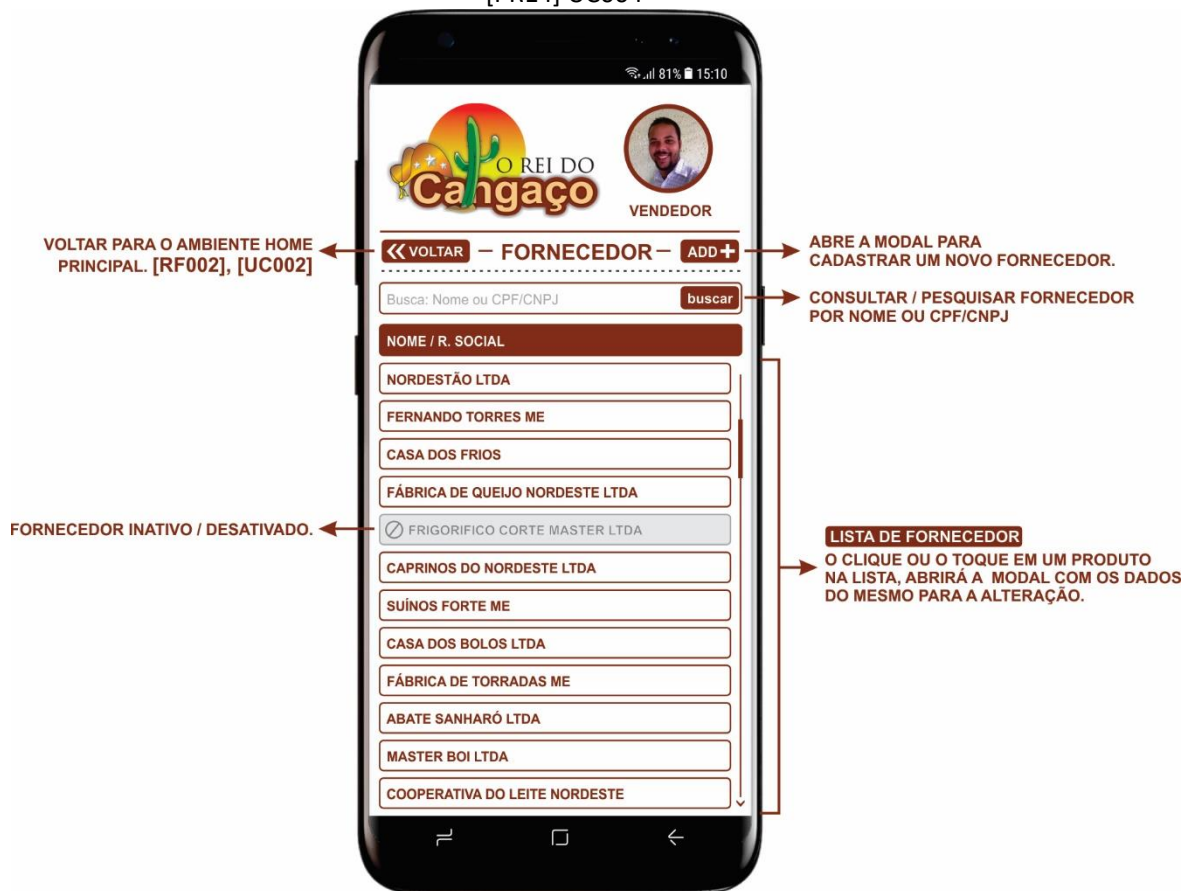 81% 15:10
O REI DO
Cangaço
VENDEDOR
VOLTAR PARA O AMBIENTE HOME
PRINCIPAL. [RF002], [UC002]
VOLTAR
FORNECEDOR
ADD
ABRE A MODAL PARA
CADASTRAR UM NOVO FORNECEDOR.
Busca: Nome ou CPF/CNPJ
buscar
CONSULTAR / PESQUISAR FORNECEDOR
POR NOME OU CPF/CNPJ
NOME / R. SOCIAL
NORDESTÃO LTDA
FERNANDO TORRES ME
CASA DOS FRIOS
FÁBRICA DE QUEIJO NORDESTE LTDA
FORNECEDOR INATIVO / DESATIVADO.
FRIGORIFICO CORTE MASTER LTDA
CAPRINOS DO NORDESTE LTDA
SUÍNOS FORTE ME
CASA DOS BOLOS LTDA
FÁBRICA DE TORRADAS ME
ABATE SANHARÓ LTDA
MASTER BOI LTDA
COOPERATIVA DO LEITE NORDESTE
LISTA DE FORNECEDOR
O CLIQUE OU O TOQUE EM UM PRODUTO
NA LISTA, ABRIRÁ A MODAL COM OS DADOS
DO MESMO PARA A ALTERAÇÃO.